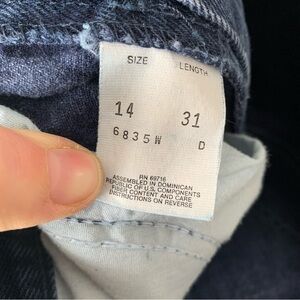 SIZE LENGTH
14 31
6835W D
RN 69716
ASSEMBLED IN DOMINICAN
REPUBLIC OF U.S. COMPONENTS
FIBER CONTENT AND CARE
INSTRUCTIONS ON REVERSE